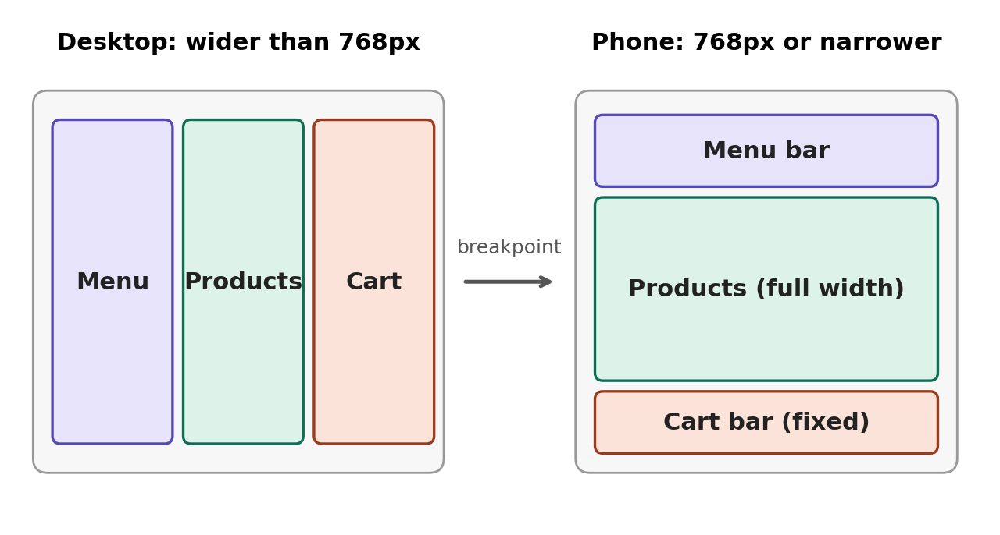 Desktop: wider than 768px
Phone: 768px or narrower
Menu
Products
Cart
breakpoint
Menu bar
Products (full width)
Cart bar (fixed)